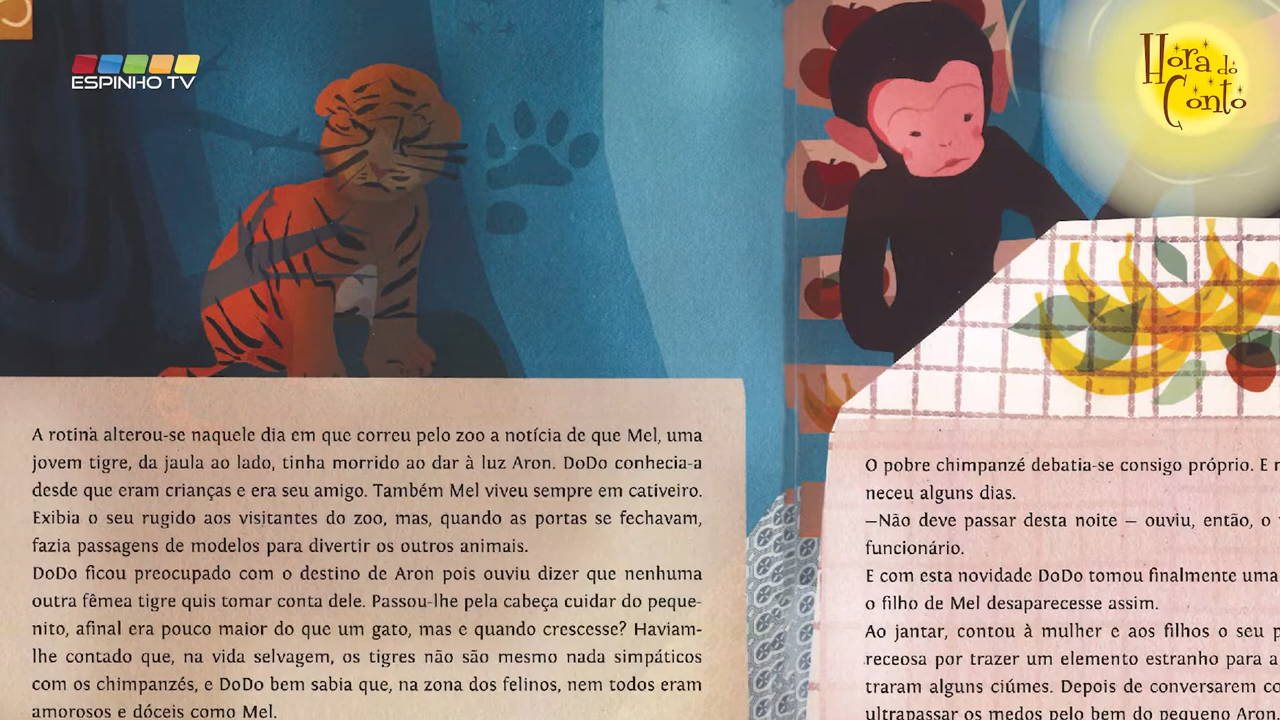 ESPINHO TV
Hora do
Conto
A rotina alterou-se naquele dia em que correu pelo zoo a notícia de que Mel, uma
jovem tigre, da jaula ao lado, tinha morrido ao dar à luz Aron. DoDo conhecia-a
desde que eram crianças e era seu amigo. Também Mel viveu sempre em cativeiro.
Exibia o seu rugido aos visitantes do zoo, mas, quando as portas se fechavam,
fazia passagens de modelos para divertir os outros animais.
DoDo ficou preocupado com o destino de Aron pois ouviu dizer que nenhuma
outra fêmea tigre quis tomar conta dele. Passou-lhe pela cabeça cuidar do peque-
nito, afinal era pouco maior do que um gato, mas e quando crescesse? Haviam-
lhe contado que, na vida selvagem, os tigres não são mesmo nada simpáticos
com os chimpanzés, e DoDo bem sabia que, na zona dos felinos, nem todos eram
amorosos e dóceis como Mel.
O pobre chimpanzé debatia-se consigo próprio. E
neceu alguns dias.
—Não deve passar desta noite — ouviu, então, o
funcionário.
E com esta novidade DoDo tomou finalmente uma
o filho de Mel desaparecesse assim.
Ao jantar, contou à mulher e aos filhos o seu
receosa por trazer um elemento estranho para a
traram alguns ciúmes. Depois de conversarem
ultrapassar os medos pelo bem do pequeno Aron.